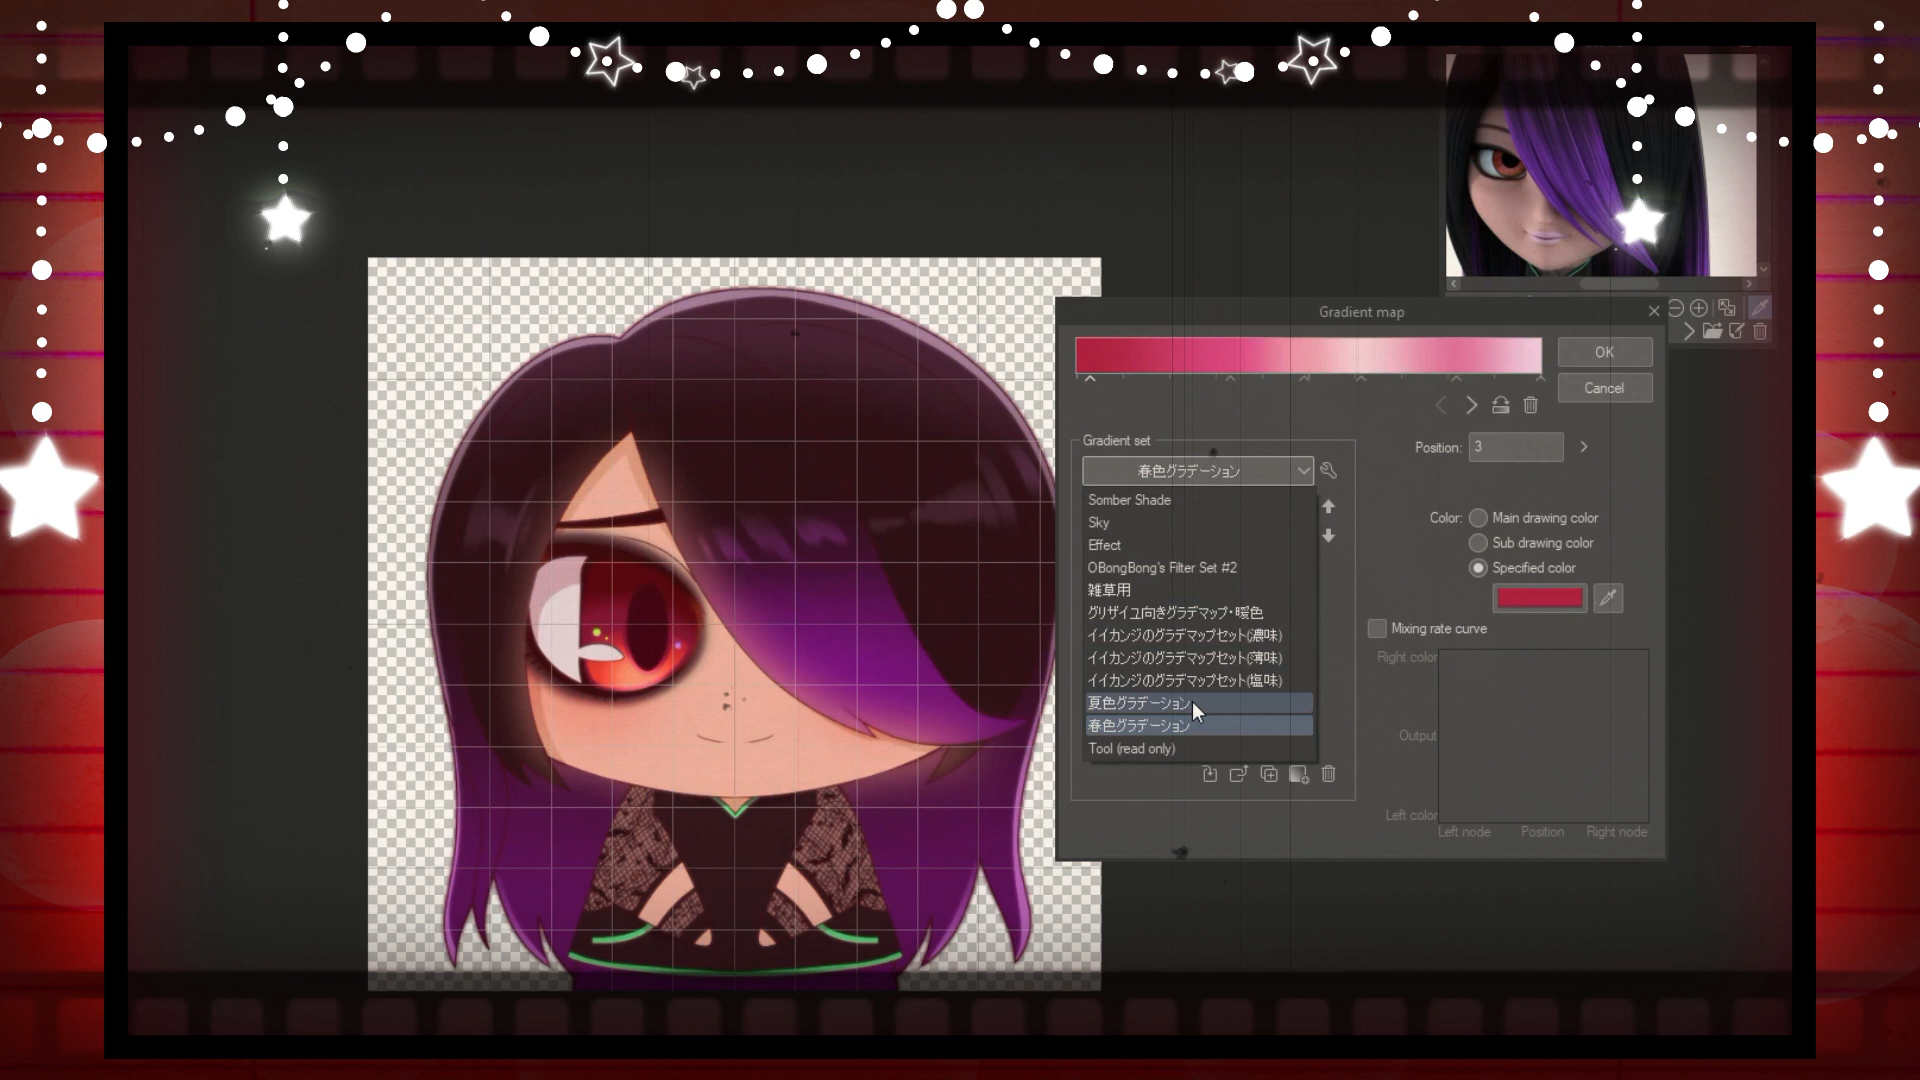 Gradient map
OK
Cancel
Gradient set
春色グラデーション
Position: 3
Somber Shade
Sky
Effect
OBongBong's Filter Set #2
雑草用
グリザイユ向きグラデマップ・暖色
イイカンジのグラデマップセット(濃味)
イイカンジのグラデマップセット(薄味)
イイカンジのグラデマップセット(塩味)
夏色グラデーション
春色グラデーション
Tool (read only)
Color:
Main drawing color
Sub drawing color
Specified color
Mixing rate curve
Right color
Output
Left color
Left node
Position
Right node